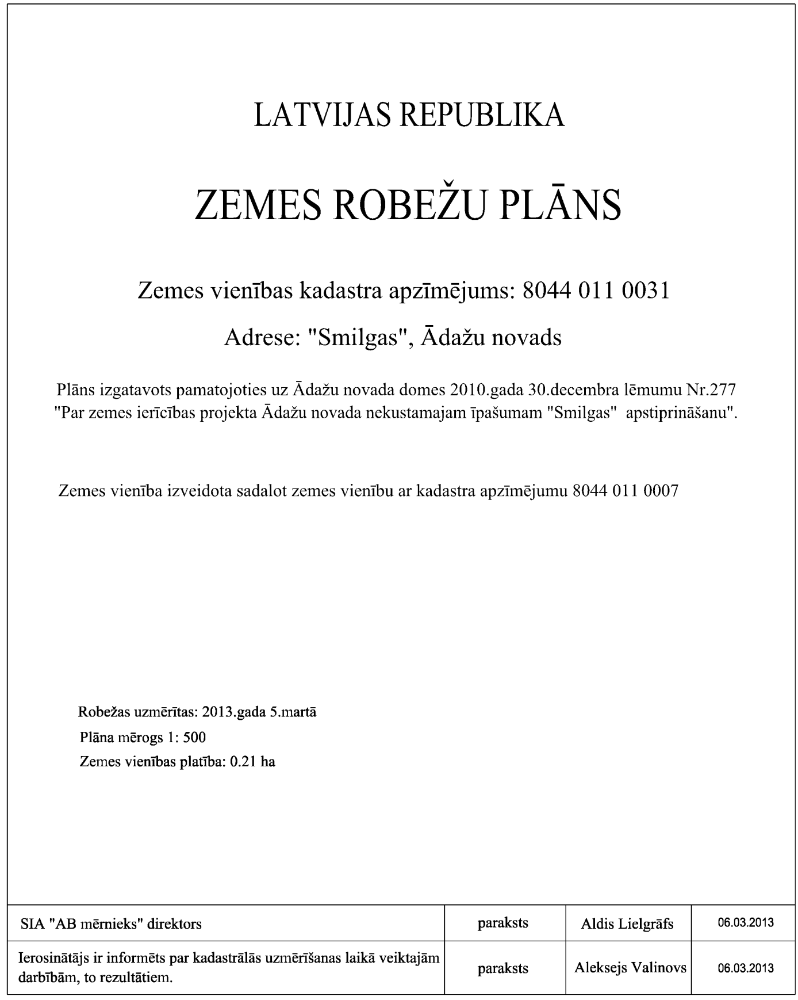 LATVIJAS REPUBLIKA
ZEMES ROBEŽU PLĀNS
Zemes vienības kadastra apzīmējums: 8044 011 0031
Adrese: "Smilgas", Ādažu novads
Plāns izgatavots pamatojoties uz Ādažu novada domes 2010.gada 30.decembra lēmumu Nr.277
"Par zemes ierīcības projekta Ādažu novada nekustamajam īpašumam "Smilgas"  apstiprināšanu".
Zemes vienība izveidota sadalot zemes vienību ar kadastra apzīmējumu 8044 011 0007
Robežas uzmērītas: 2013.gada 5.martā
Plāna mērogs 1: 500
Zemes vienības platība: 0.21 ha
SIA "AB mērnieks" direktors paraksts Aldis Lielgrāfs 06.03.2013
Ierosinātājs ir informēts par kadastrālās uzmērīšanas laikā veiktajām
darbībām, to rezultātiem. paraksts Aleksejs Valinovs 06.03.2013